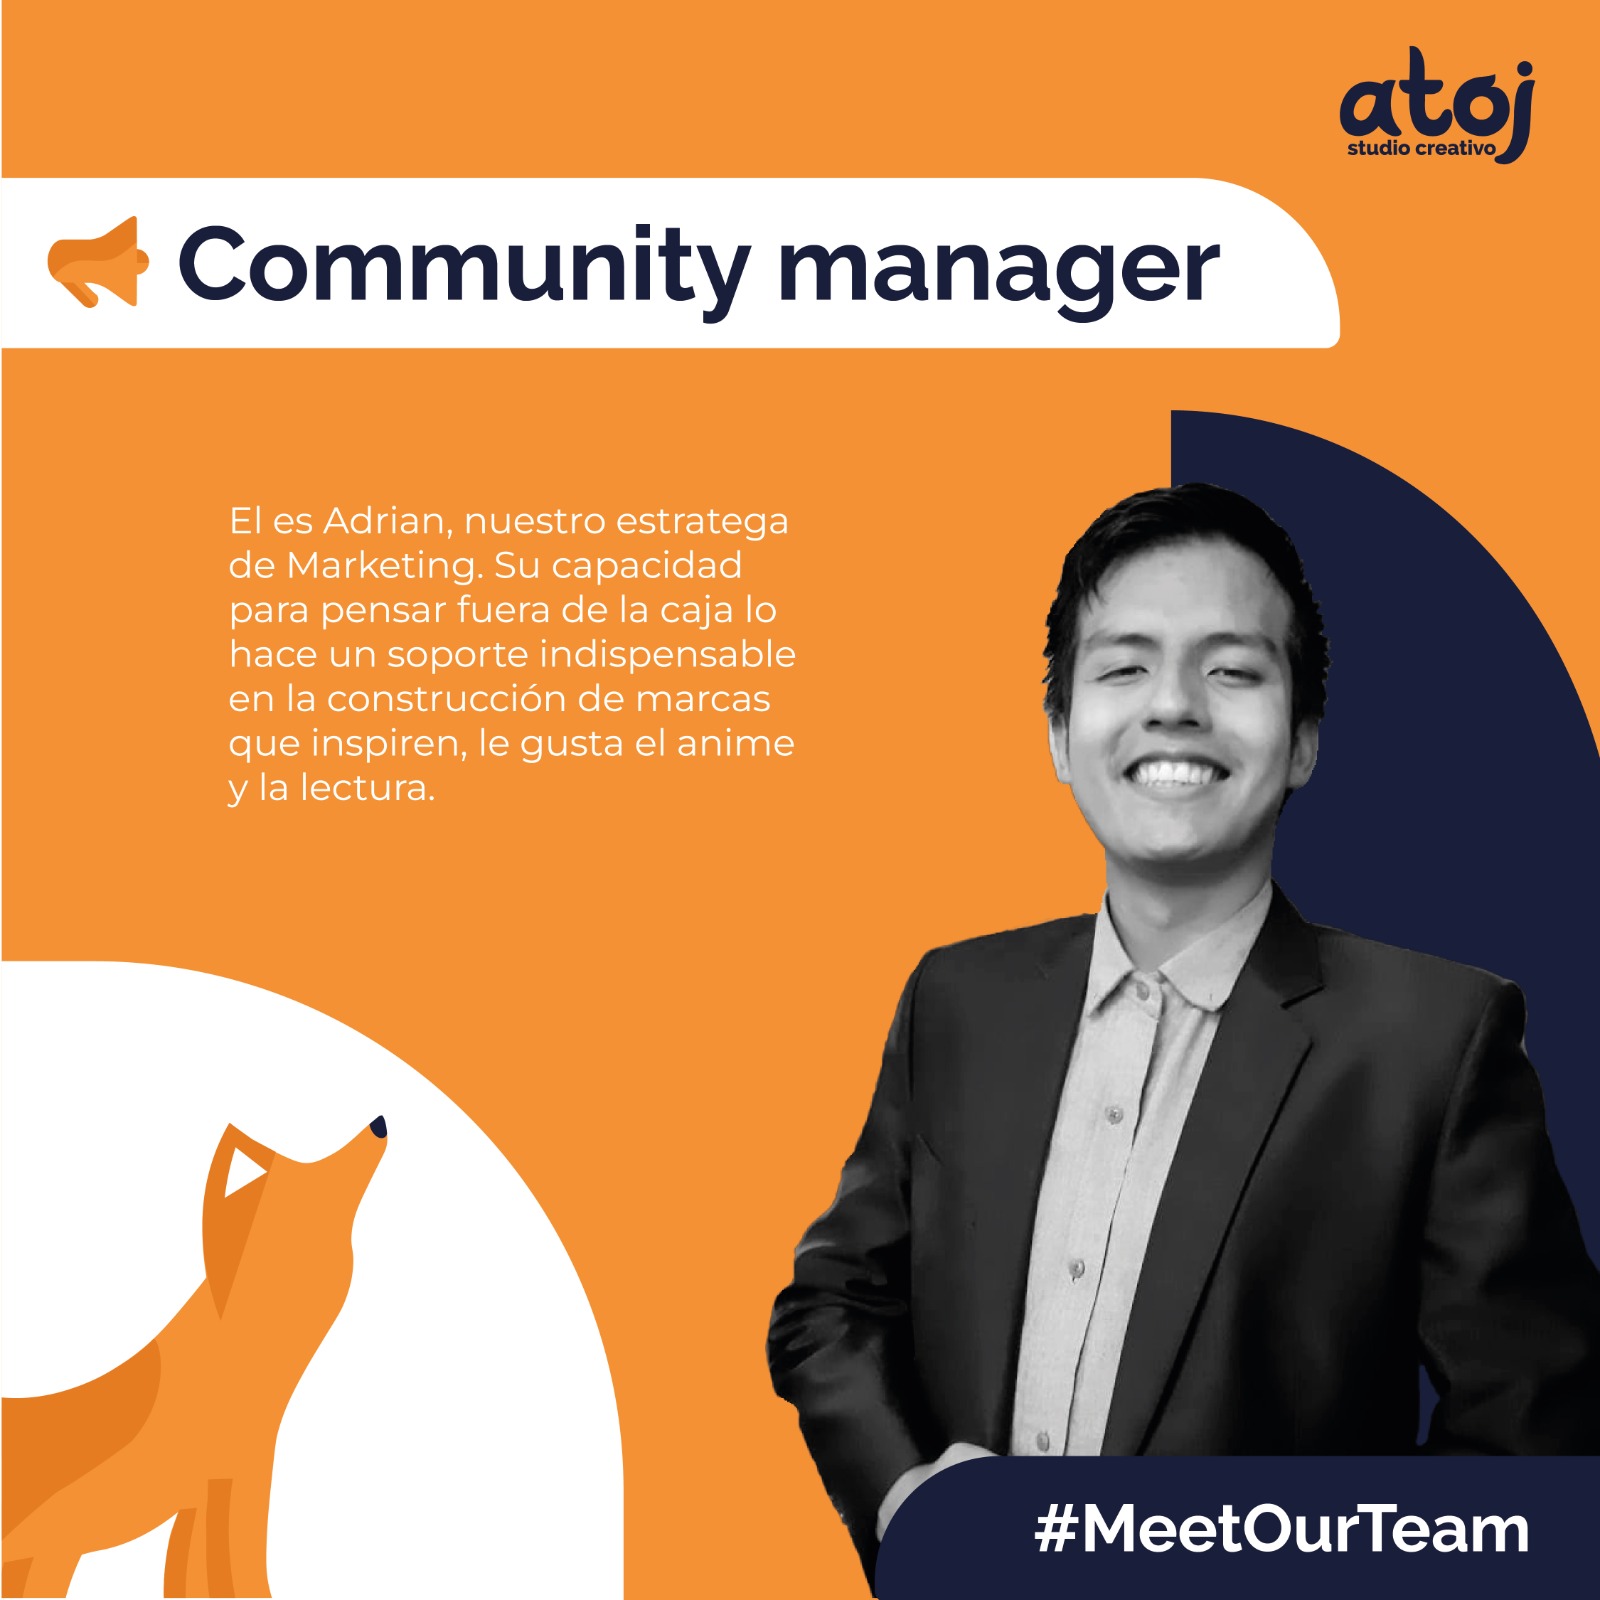 atoj
studio creativo
Community manager
El es Adrian, nuestro estratega
de Marketing. Su capacidad
para pensar fuera de la caja lo
hace un soporte indispensable
en la construcción de marcas
que inspiren, le gusta el anime
y la lectura.
#MeetOurTeam